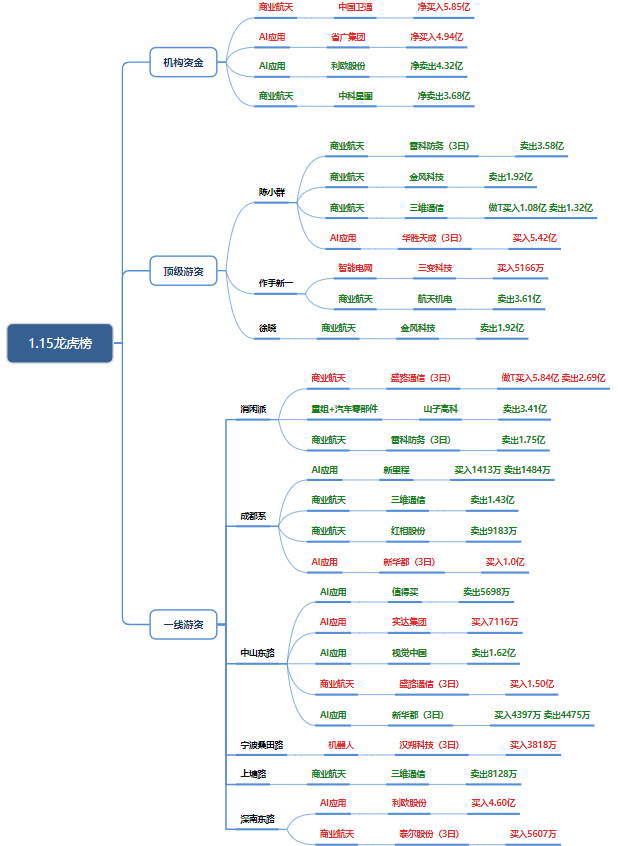 1.15龙虎榜
机构资金
商业航天 中国卫通 净买入5.85亿
AI应用 省广集团 净买入4.94亿
AI应用 利欧股份 净卖出4.32亿
商业航天 中科星图 净卖出3.68亿
顶级游资
陈小群
商业航天 雷科防务（3日） 卖出3.58亿
商业航天 金风科技 卖出1.92亿
商业航天 三维通信 做T买入1.08亿 卖出1.32亿
AI应用 华胜天成（3日） 买入5.42亿
作手新一
智能电网 三变科技 买入5166万
商业航天 航天机电 卖出3.61亿
徐晓
商业航天 金风科技 卖出1.92亿
一线游资
消闲派
商业航天 盛路通信（3日） 做T买入5.84亿 卖出2.69亿
重组+汽车零部件 山子高科 卖出3.41亿
商业航天 雷科防务（3日） 卖出1.75亿
成都系
AI应用 新里程 买入1413万 卖出1484万
商业航天 三维通信 卖出1.43亿
商业航天 红相股份 卖出9183万
AI应用 新华都（3日） 买入1.0亿
中山东路
AI应用 值得买 卖出5698万
AI应用 实达集团 买入7116万
AI应用 视觉中国 卖出1.62亿
商业航天 盛路通信（3日） 买入1.50亿
AI应用 新华都（3日） 买入4397万 卖出4475万
宁波桑田路
机器人 汉朔科技（3日） 买入3818万
上塘路
商业航天 三维通信 卖出8128万
深南东路
AI应用 利欧股份 买入4.60亿
商业航天 泰尔股份（3日） 买入5607万